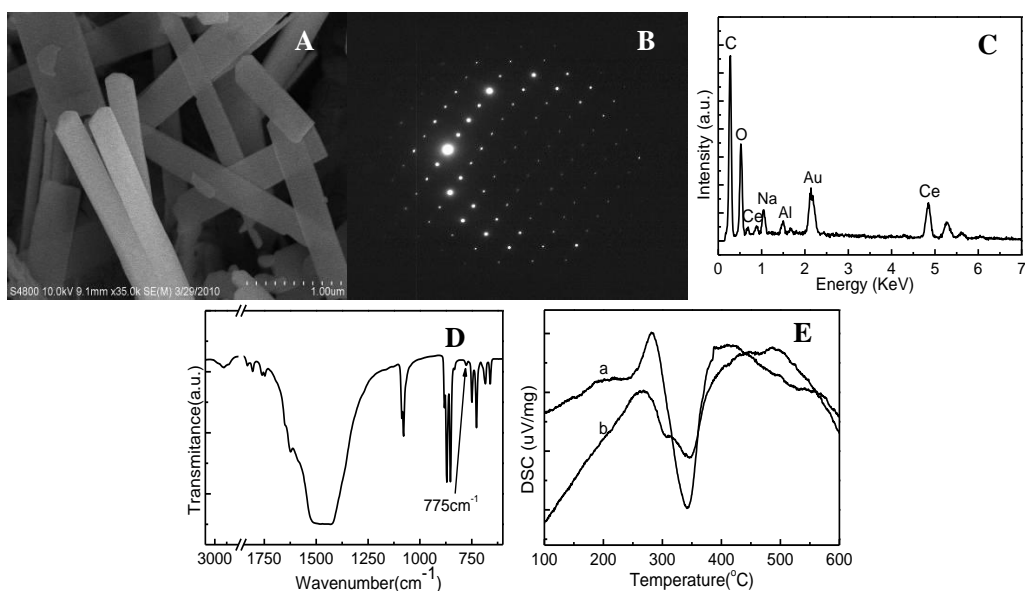 A
S4800 10.0kV 9.1mm x35.0k SE(M) 3/29/2010 1.00um
B
C
Intensity (a.u.)
C
O
Ce
Na
Al
Au
Ce
0 1 2 3 4 5 6 7
Energy (KeV)
D
Transmitance(a.u.)
775cm-1
3000 1750 1500 1250 1000 750
Wavenumber(cm-1)
E
DSC (uV/mg)
a
b
100 200 300 400 500 600
Temperature(oC)